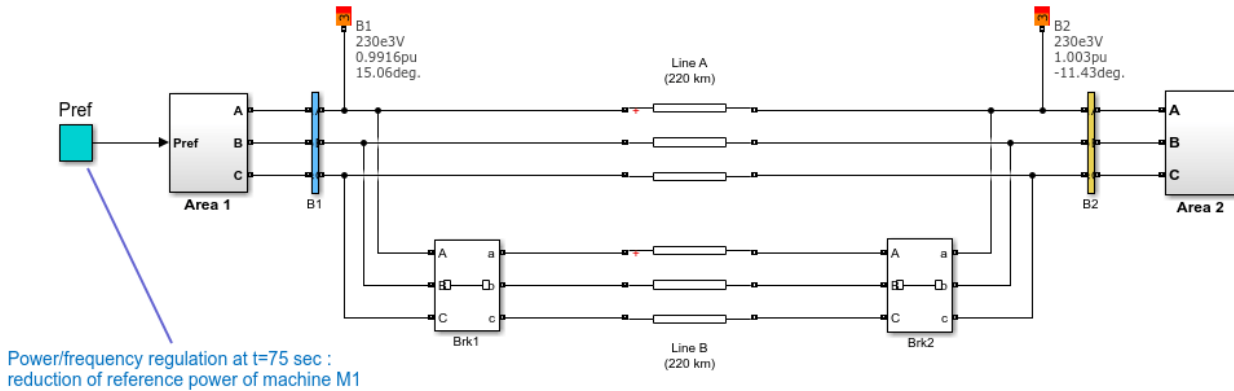 3
B1
230e3V
0.9916pu
15.06deg.
3
B2
230e3V
1.003pu
-11.43deg.
Line A
(220 km)
Pref
Pref
A
B
C
Area 1
B1
+
B2
A
B
C
Area 2
A
B
C
a
b
c
Brk1
+
Line B
(220 km)
A
B
C
a
b
c
Brk2
Power/frequency regulation at t=75 sec :
reduction of reference power of machine M1